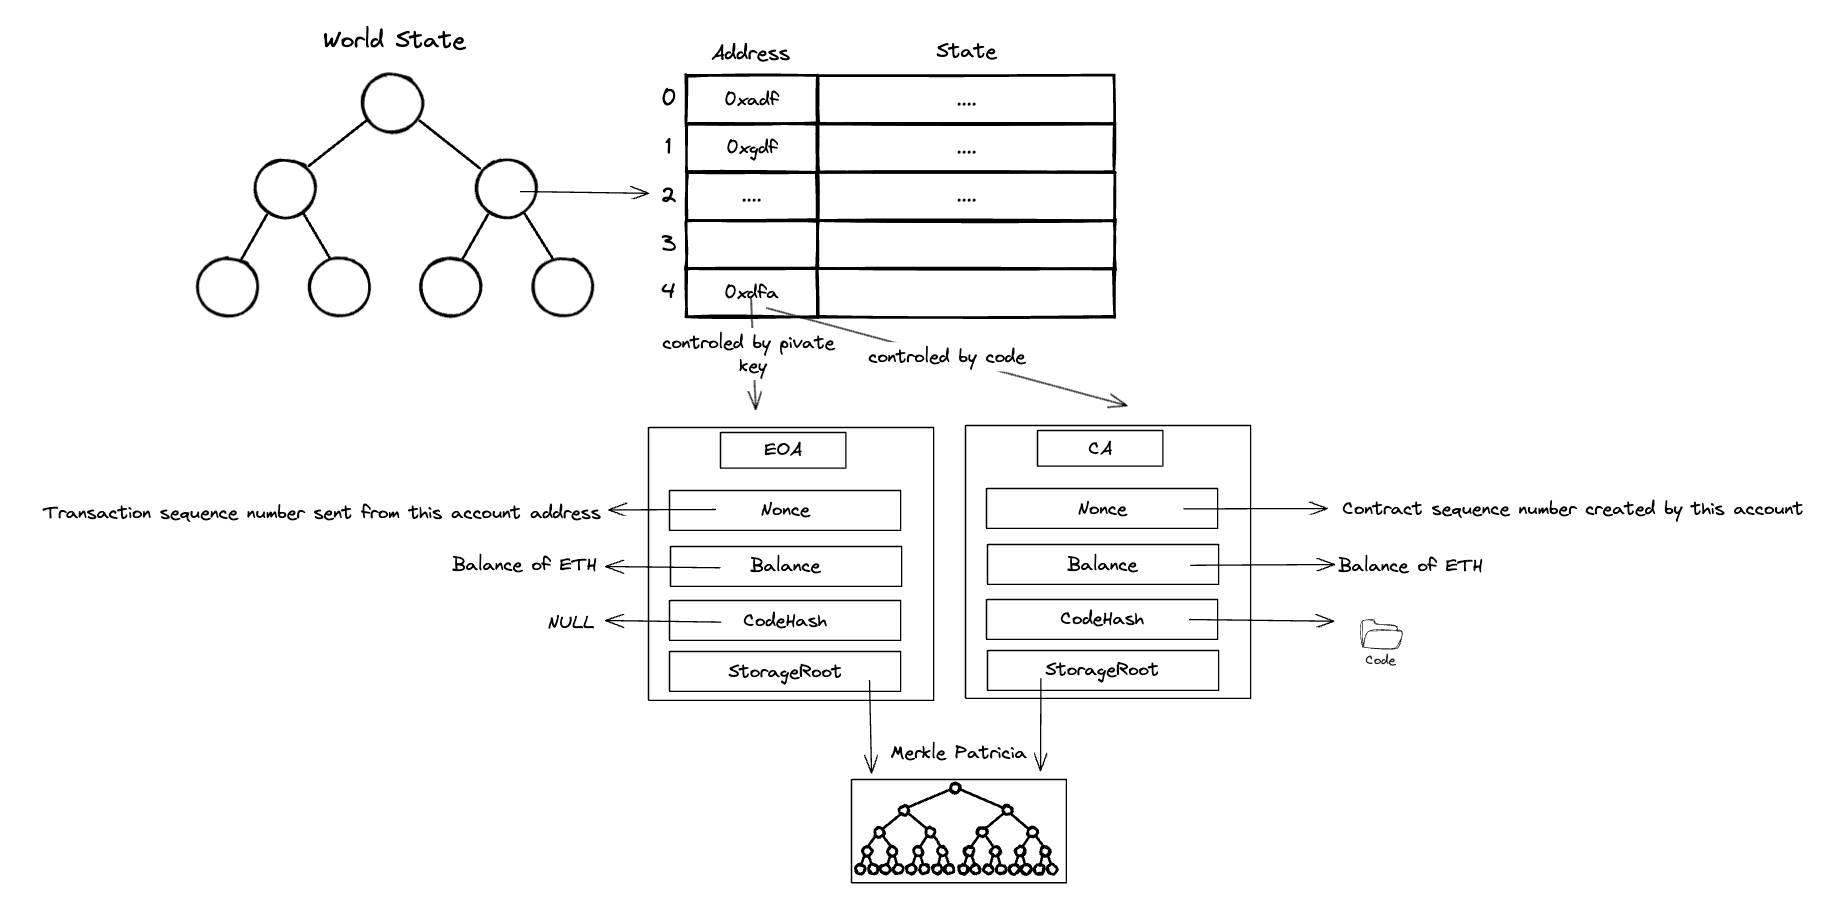 World State
Address State
0 0xadf ....
1 0xgdf ....
2 .... ....
3
4 0xdfa
controled by pivate
key
controled by code
EOA
CA
Transaction sequence number sent from this account address
Nonce
Nonce
Contract sequence number created by this account
Balance of ETH
Balance
Balance
Balance of ETH
NULL
CodeHash
CodeHash
Code
StorageRoot
StorageRoot
Merkle Patricia